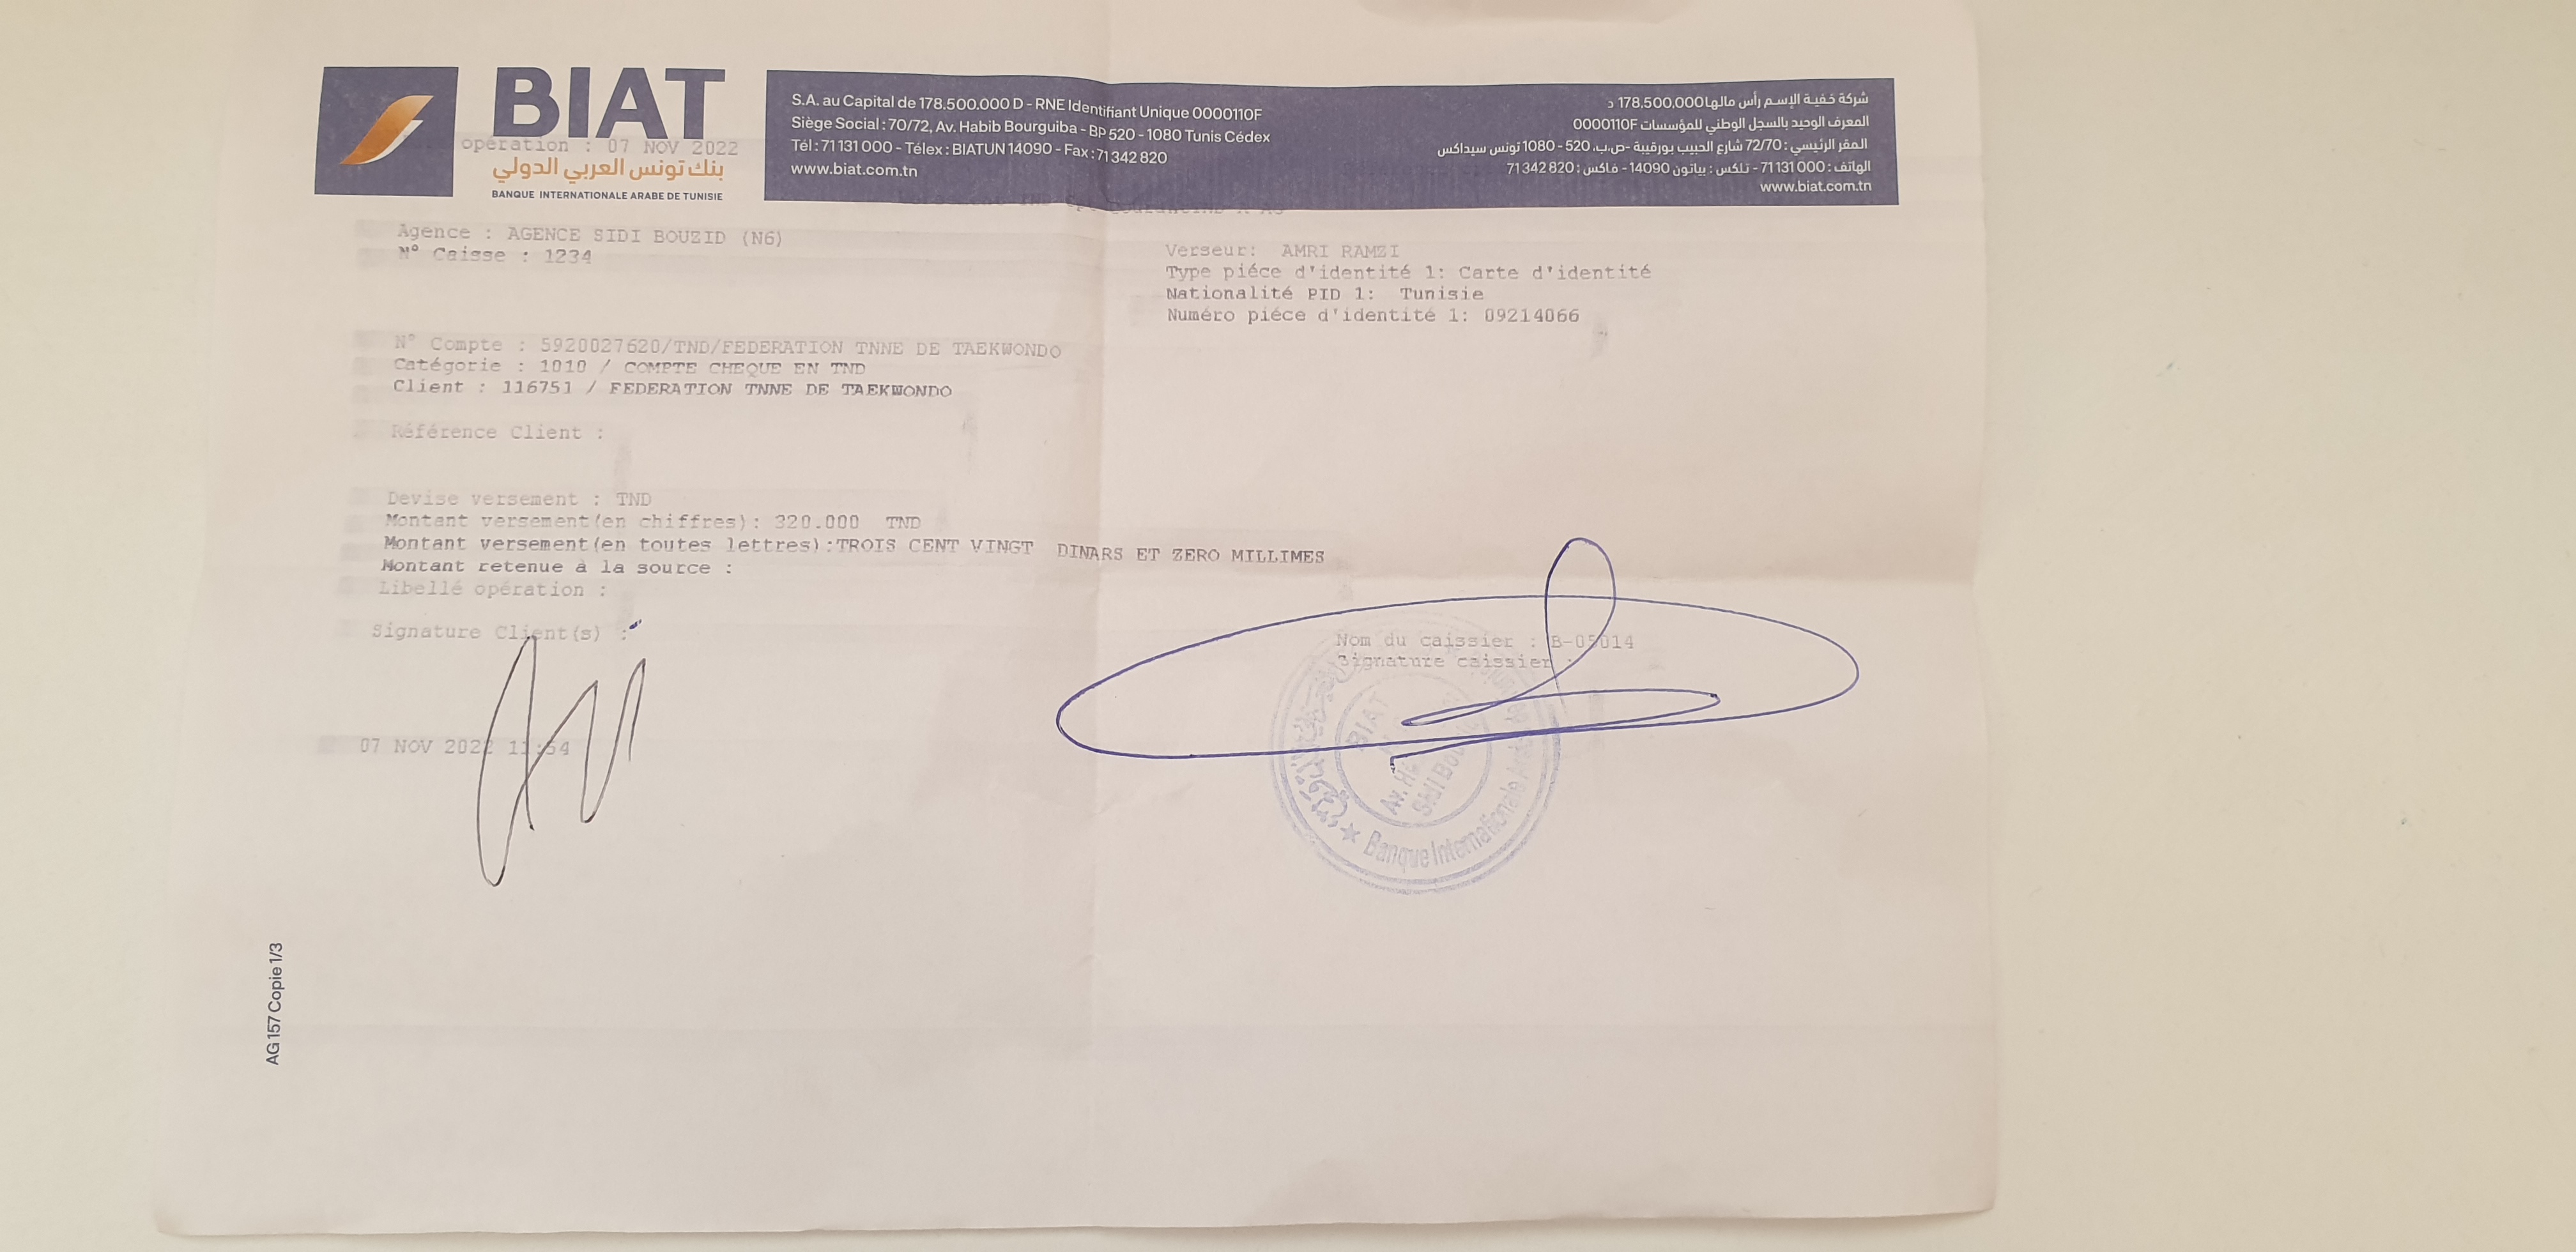 BIAT
opération : 07 NOV 2022
بنك تونس العربي الدولي
BANQUE INTERNATIONALE ARABE DE TUNISIE
S.A. au Capital de 178.500.000 D - RNE Identifiant Unique 0000110F
Siège Social : 70/72, Av. Habib Bourguiba - BP 520 - 1080 Tunis Cédex
Tél : 71 131 000 - Télex : BIATUN 14090 - Fax : 71 342 820
www.biat.com.tn
شركة خفية الإسم رأس مالها 178.500.000 د
المعرف الوحيد بالسجل الوطني للمؤسسات 0000110F
المقر الرئيسي : 72/70 شارع الحبيب بورقيبة -ص.ب. 520 - 1080 تونس سيداكس
الهاتف : 71 131 000 - تلكس : بياتون 14090 - فاكس : 71 342 820
www.biat.com.tn
Agence : AGENCE SIDI BOUZID (N6)
N° Caisse : 1234
Verseur: AMRI RAMZI
Type piéce d'identité 1: Carte d'identité
Nationalité PID 1: Tunisie
Numéro piéce d'identité 1: 09214066
N° Compte : 5920027620/TND/FEDERATION TNNE DE TAEKWONDO
Catégorie : 1010 / COMPTE CHEQUE EN TND
Client : 116751 / FEDERATION TNNE DE TAEKWONDO
Référence Client :
Devise versement : TND
Montant versement(en chiffres): 320.000 TND
Montant versement(en toutes lettres):TROIS CENT VINGT DINARS ET ZERO MILLIMES
Montant retenue à la source :
Libellé opération :
Signature Client(s) :
Nom du caissier : B-05014
Signature caissier :
07 NOV 2022 11:54
BIAT
Av. H
Sidi Bou
Banque Internationale
AG 157 Copie 1/3